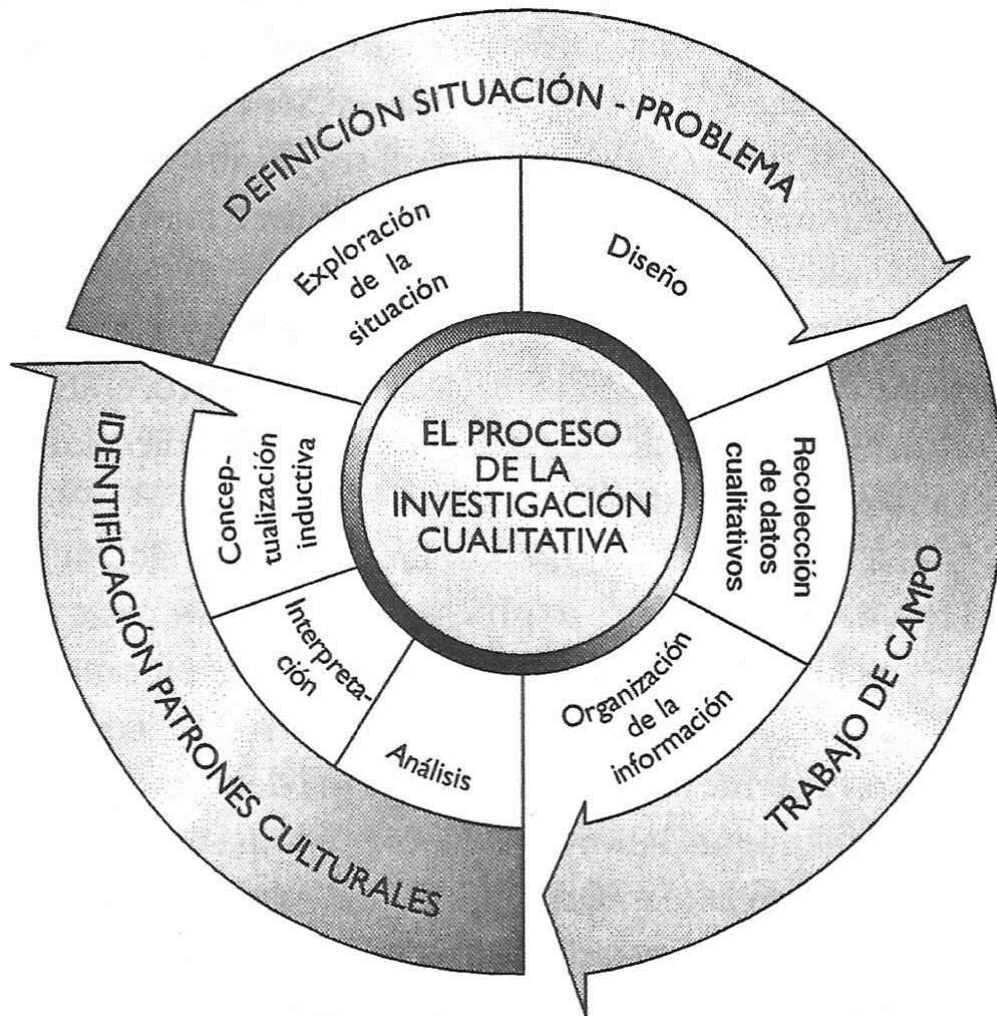 DEFINICIÓN SITUACIÓN - PROBLEMA
Exploración
de la
situación
Diseño
EL PROCESO
DE LA
INVESTIGACIÓN
CUALITATIVA
Recolección
de datos
cualitativos
TRABAJO DE CAMPO
Organización
de la
información
Análisis
Interpreta-
ción
Concep-
tualización
inductiva
IDENTIFICACIÓN PATRONES CULTURALES